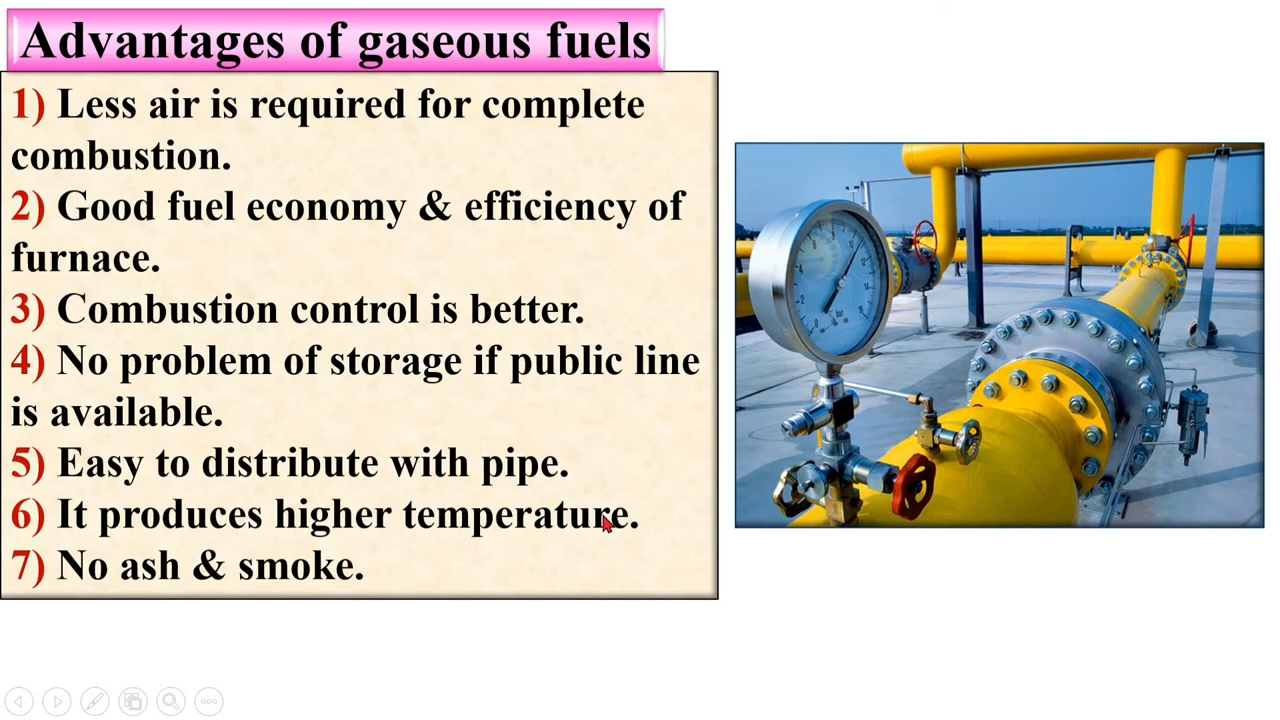 Advantages of gaseous fuels
1) Less air is required for complete
combustion.
2) Good fuel economy & efficiency of
furnace.
3) Combustion control is better.
4) No problem of storage if public line
is available.
5) Easy to distribute with pipe.
6) It produces higher temperature.
7) No ash & smoke.